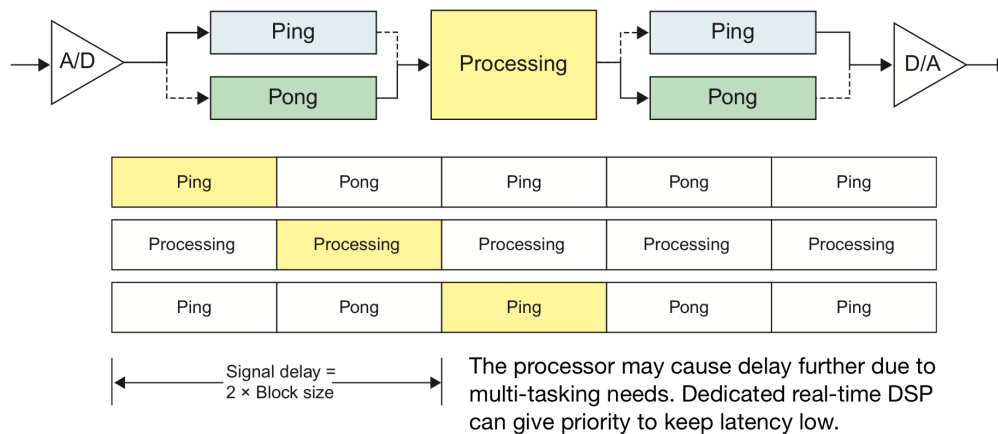 A/D
Ping
Pong
Processing
Ping
Pong
D/A
Ping Pong Ping Pong Ping
Processing Processing Processing Processing Processing
Ping Pong Ping Pong Ping
Signal delay =
2 × Block size
The processor may cause delay further due to
multi-tasking needs. Dedicated real-time DSP
can give priority to keep latency low.